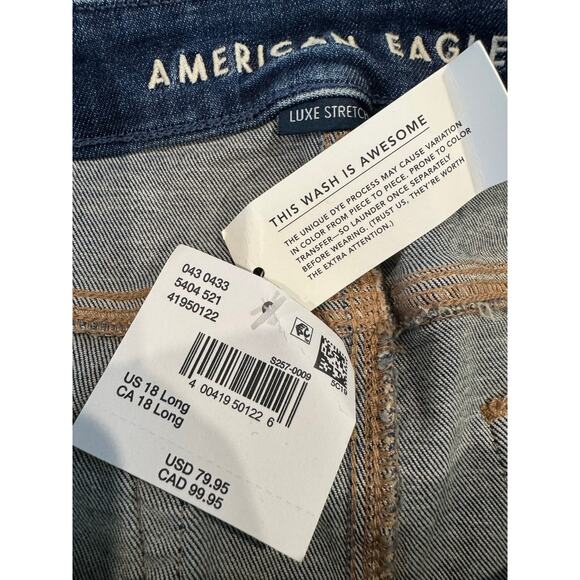 AMERICAN EAGLE
LUXE STRETCH
THIS WASH IS AWESOME
THE UNIQUE DYE PROCESS MAY CAUSE VARIATION
IN COLOR FROM PIECE TO PIECE. PRONE TO COLOR
TRANSFER—SO LAUNDER ONCE SEPARATELY
BEFORE WEARING. (TRUST US, THEY'RE WORTH
THE EXTRA ATTENTION.)
043 0433
5404 521
41950122
S257-0009
4 00419 50122 6
US 18 Long
CA 18 Long
USD 79.95
CAD 99.95